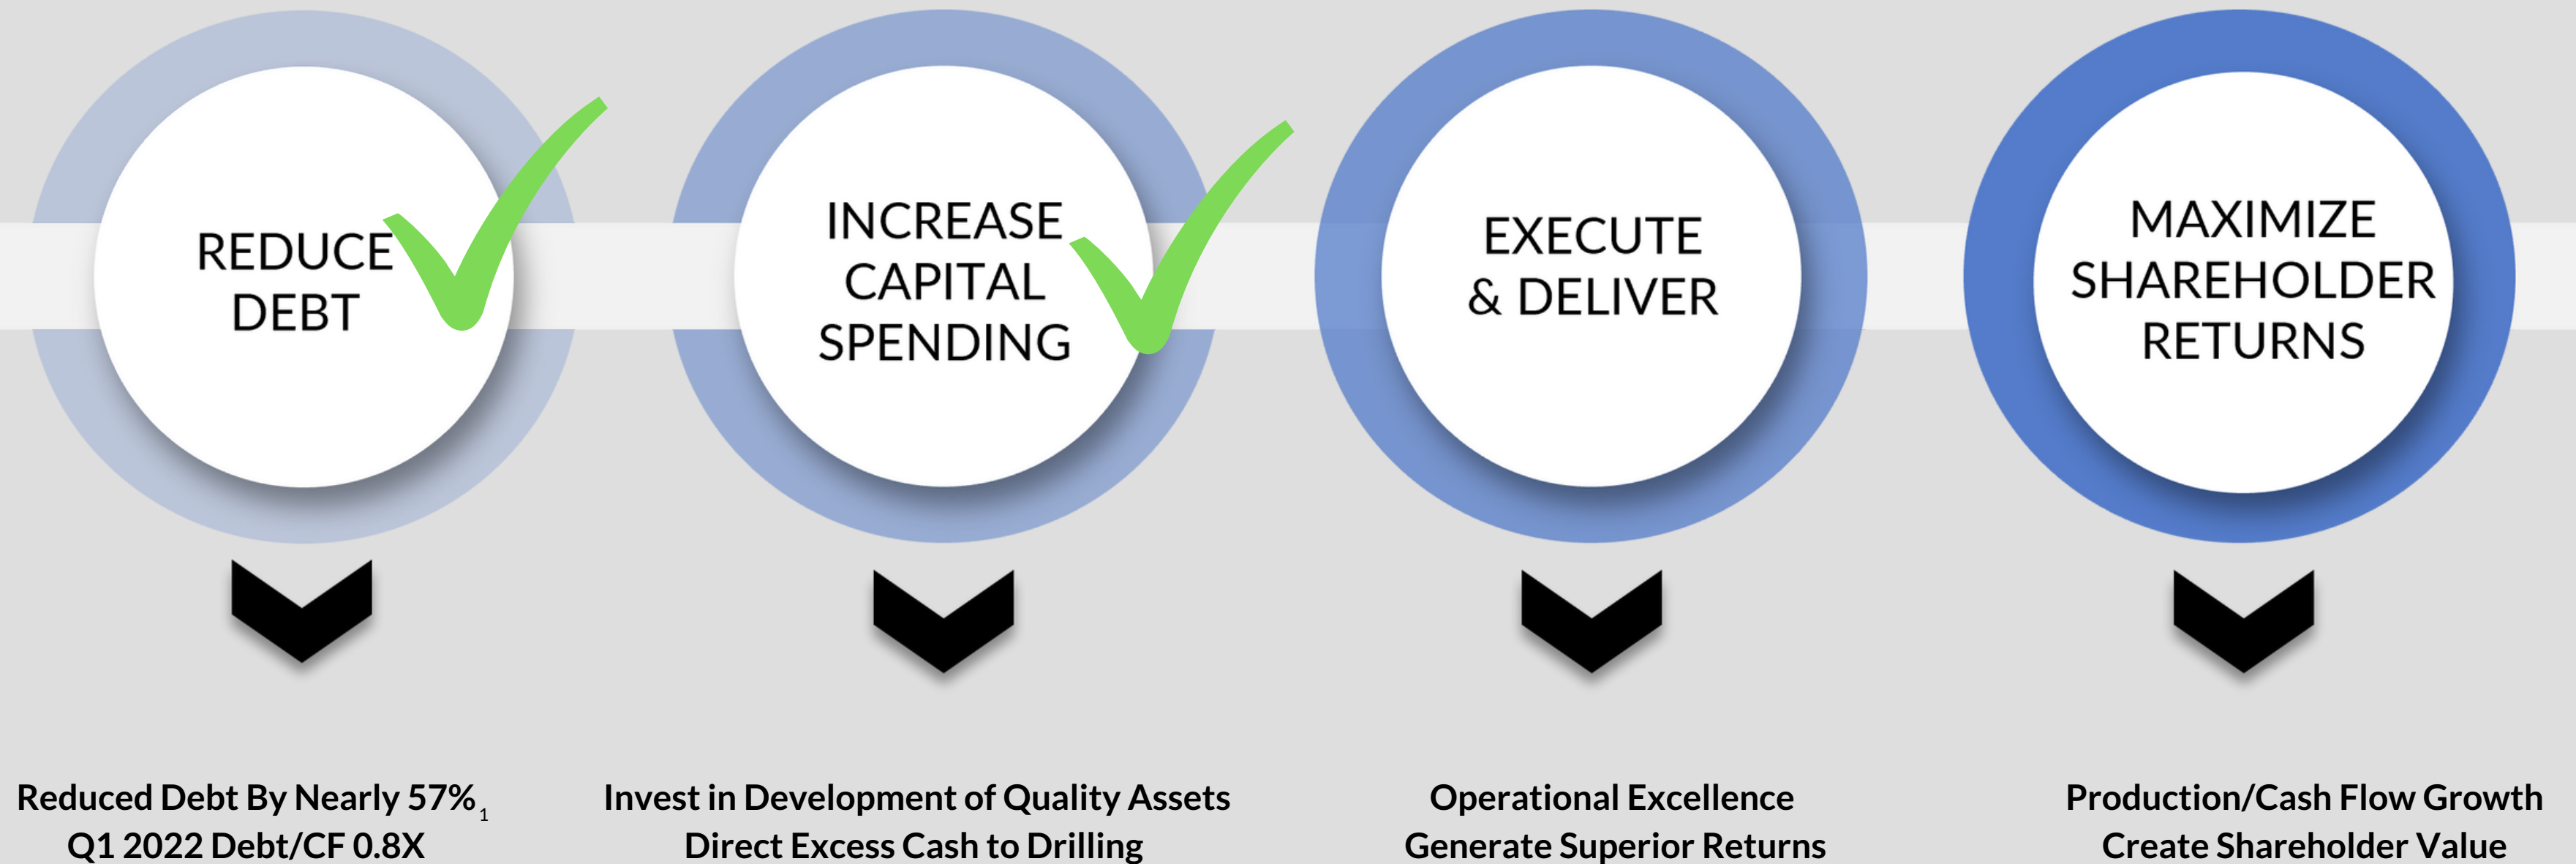 REDUCE
DEBT
INCREASE
CAPITAL
SPENDING
EXECUTE
& DELIVER
MAXIMIZE
SHAREHOLDER
RETURNS
Reduced Debt By Nearly 57% 1
Q1 2022 Debt/CF 0.8X
Invest in Development of Quality Assets
Direct Excess Cash to Drilling
Operational Excellence
Generate Superior Returns
Production/Cash Flow Growth
Create Shareholder Value